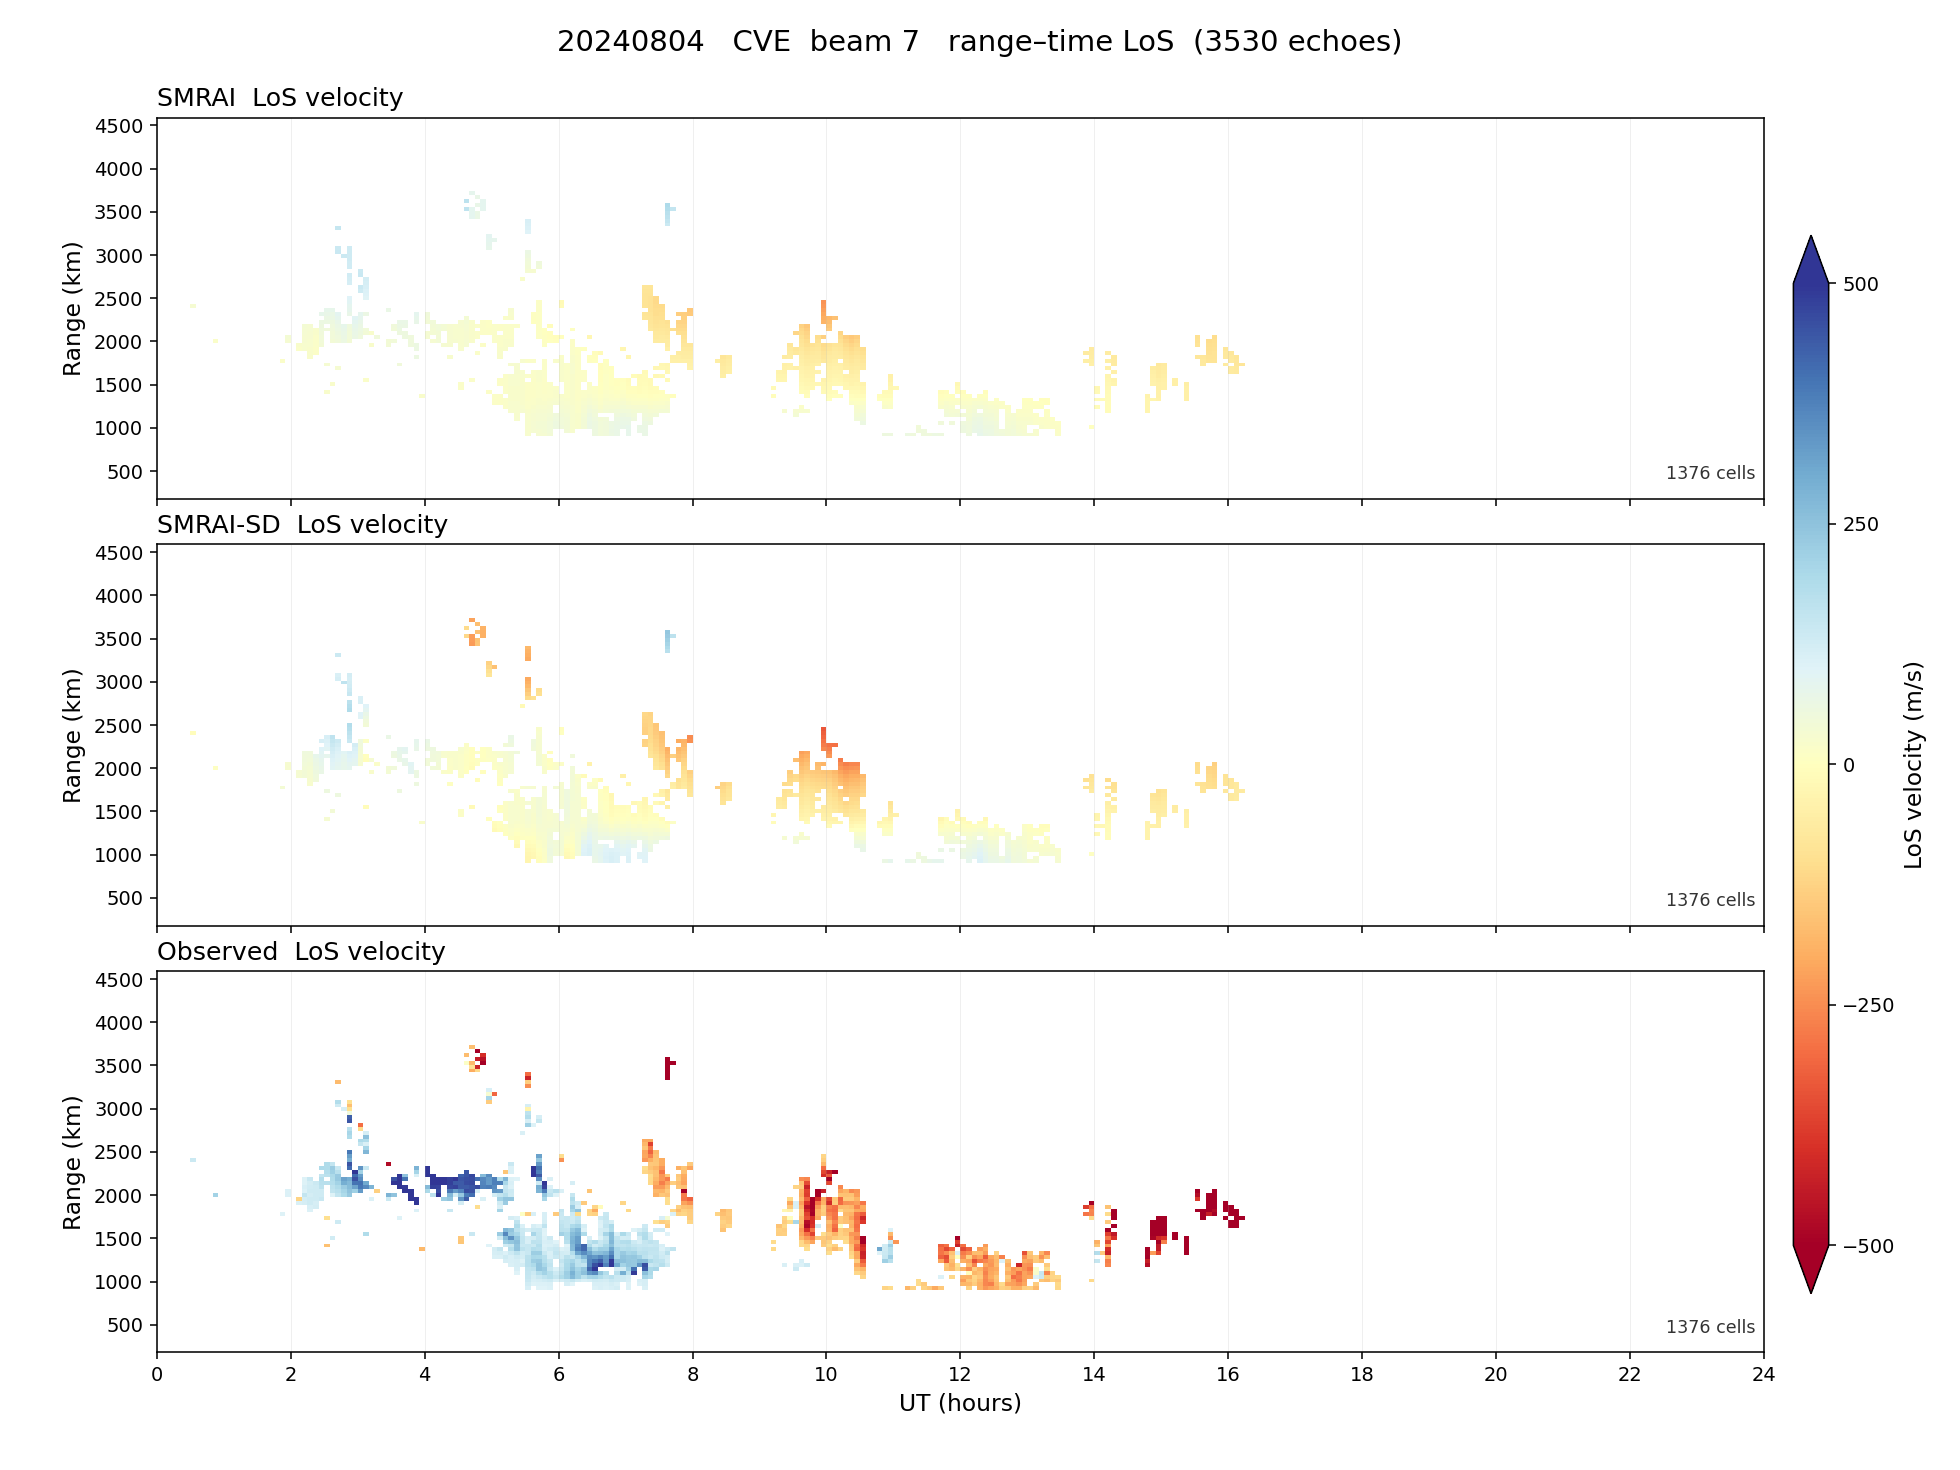 20240804 CVE beam 7 range–time LoS (3530 echoes)
SMRAI LoS velocity
4500
4000
3500
3000
2500
2000
1500
1000
500
Range (km)
1376 cells
SMRAI-SD LoS velocity
4500
4000
3500
3000
2500
2000
1500
1000
500
Range (km)
1376 cells
Observed LoS velocity
4500
4000
3500
3000
2500
2000
1500
1000
500
Range (km)
1376 cells
0 2 4 6 8 10 12 14 16 18 20 22 24
UT (hours)
500
250
0
−250
−500
LoS velocity (m/s)